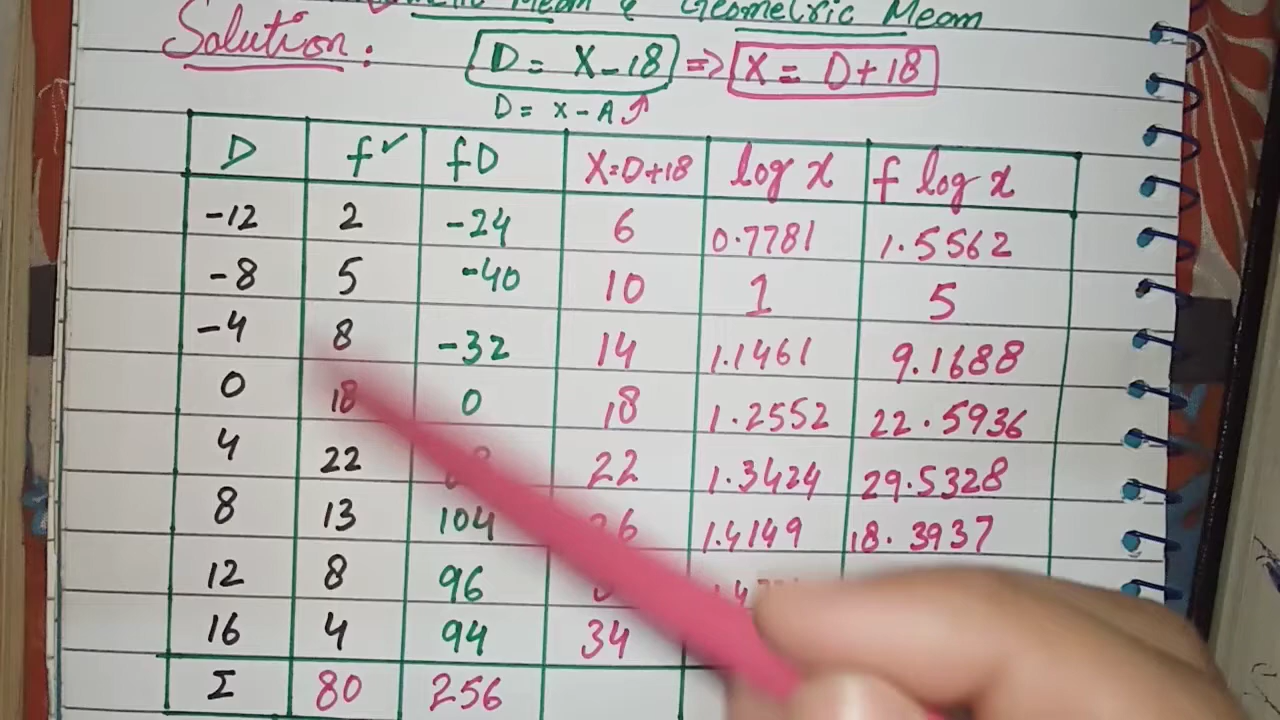 Mean & Geometric Mean
Solution:
D = X-18 => X = D+18
D = x - A
D f✓ fD X=D+18 log x f log x
-12 2 -24 6 0.7781 1.5562
-8 5 -40 10 1 5
-4 8 -32 14 1.1461 9.1688
0 18 0 18 1.2552 22.5936
4 22 22 1.3424 29.5328
8 13 104 1.4149 18.3937
12 8 96
16 4 94 34
Σ 80 256